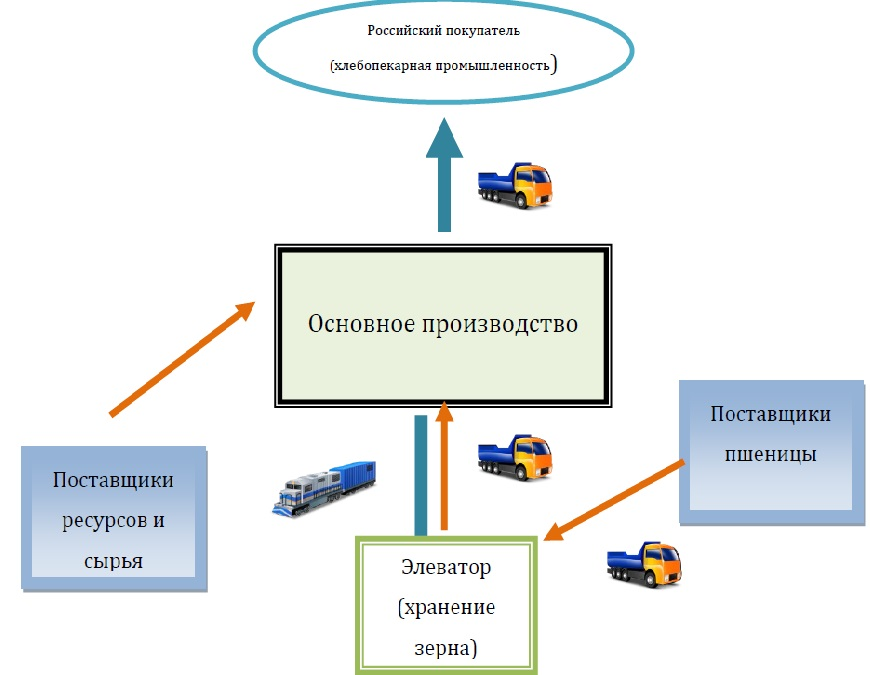 Российский покупатель
(хлебопекарная промышленность)
Основное производство
Поставщики
пшеницы
Поставщики
ресурсов и
сырья
Элеватор
(хранение
зерна)